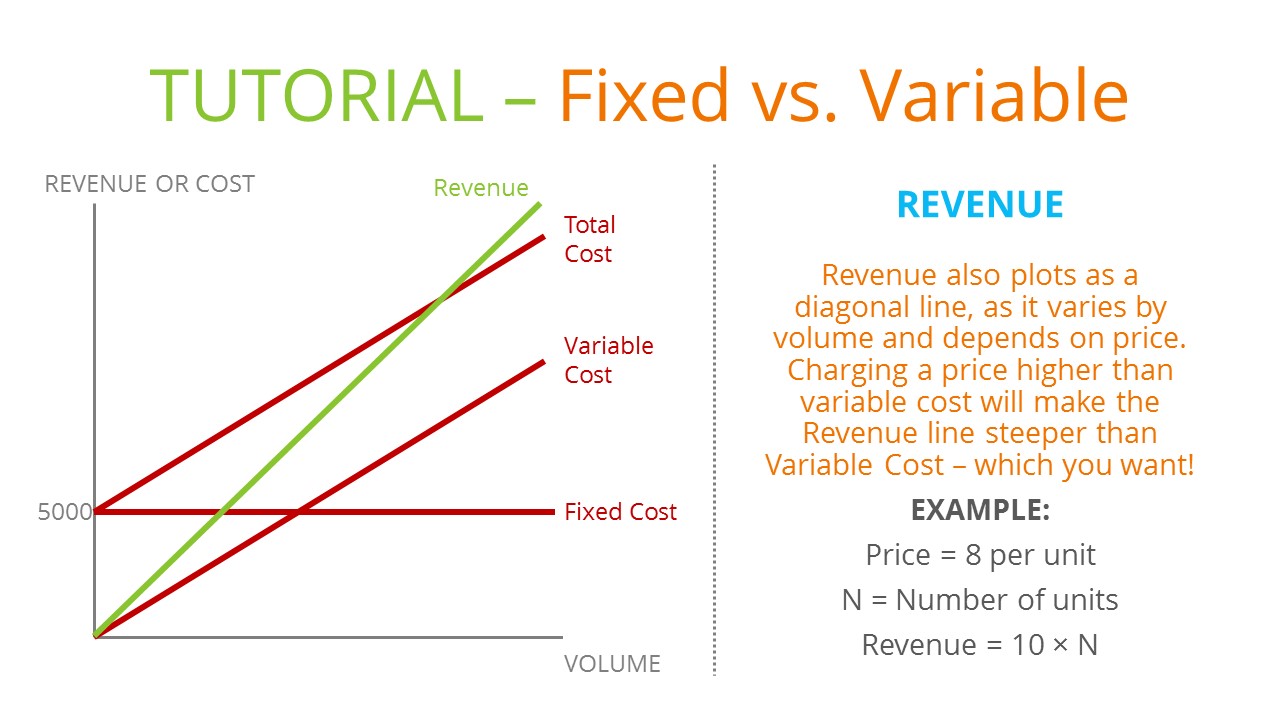 TUTORIAL – Fixed vs. Variable
REVENUE OR COST
Revenue
Total
Cost
Variable
Cost
5000
Fixed Cost
VOLUME
REVENUE
Revenue also plots as a
diagonal line, as it varies by
volume and depends on price.
Charging a price higher than
variable cost will make the
Revenue line steeper than
Variable Cost – which you want!
EXAMPLE:
Price = 8 per unit
N = Number of units
Revenue = 10 × N